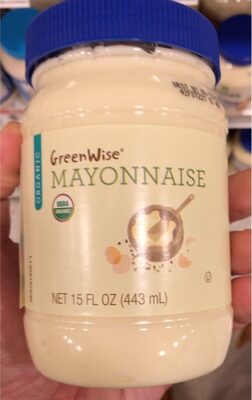 ORGANIC
GreenWise®
MAYONNAISE
USDA
ORGANIC
NET 15 FL OZ (443 mL)